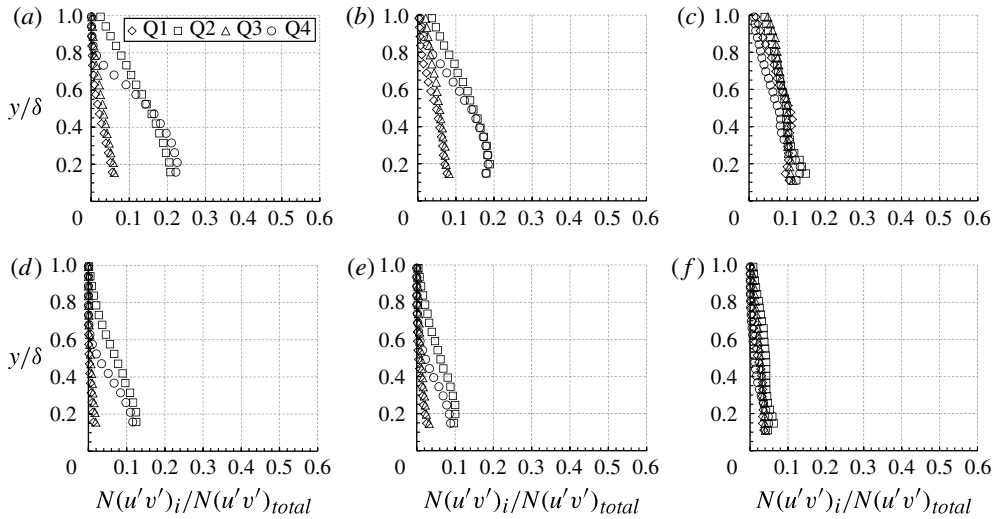 (a) 1.0 0.8 0.6 0.4 0.2 0 0.1 0.2 0.3 0.4 0.5 0.6
y/δ
◇ Q1 □ Q2 △ Q3 ○ Q4
(b) 1.0 0.8 0.6 0.4 0.2 0 0.1 0.2 0.3 0.4 0.5 0.6
(c) 1.0 0.8 0.6 0.4 0.2 0 0.1 0.2 0.3 0.4 0.5 0.6
(d) 1.0 0.8 0.6 0.4 0.2 0 0.1 0.2 0.3 0.4 0.5 0.6
y/δ
N(u′v′)i/N(u′v′)total
(e) 1.0 0.8 0.6 0.4 0.2 0 0.1 0.2 0.3 0.4 0.5 0.6
N(u′v′)i/N(u′v′)total
(f) 1.0 0.8 0.6 0.4 0.2 0 0.1 0.2 0.3 0.4 0.5 0.6
N(u′v′)i/N(u′v′)total